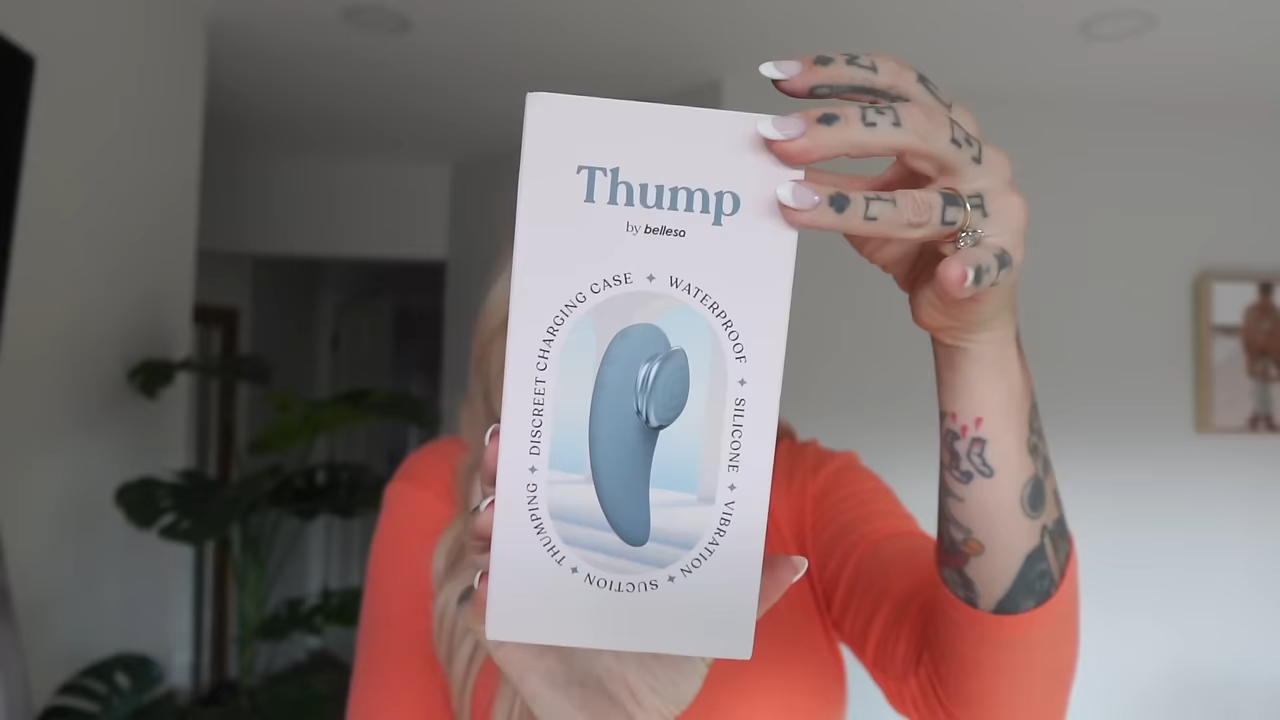 Thump
by bellesa
DISCREET CHARGING CASE ✦ WATERPROOF ✦ SILICONE ✦ VIBRATION ✦ SUCTION ✦ THUMPING ✦